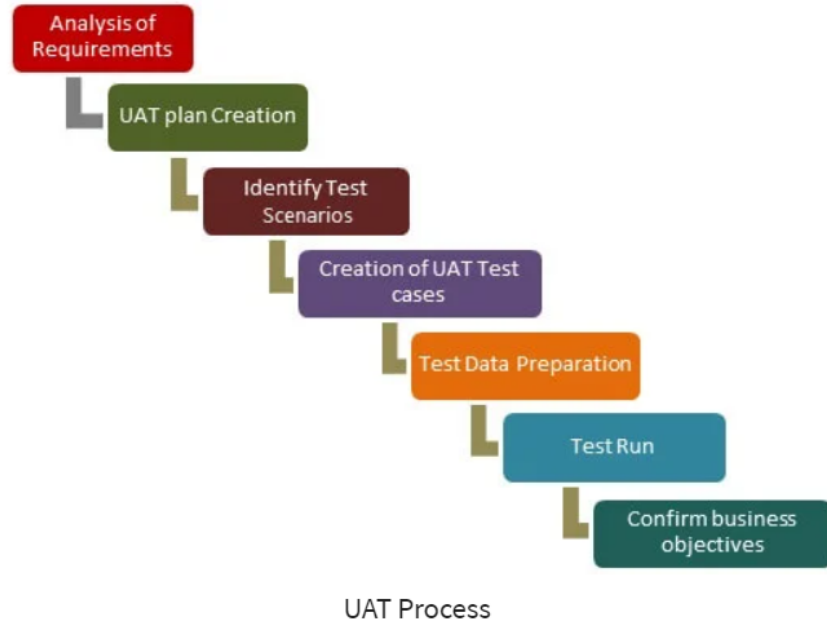 Analysis of
Requirements
UAT plan Creation
Identify Test
Scenarios
Creation of UAT Test
cases
Test Data Preparation
Test Run
Confirm business
objectives
UAT Process